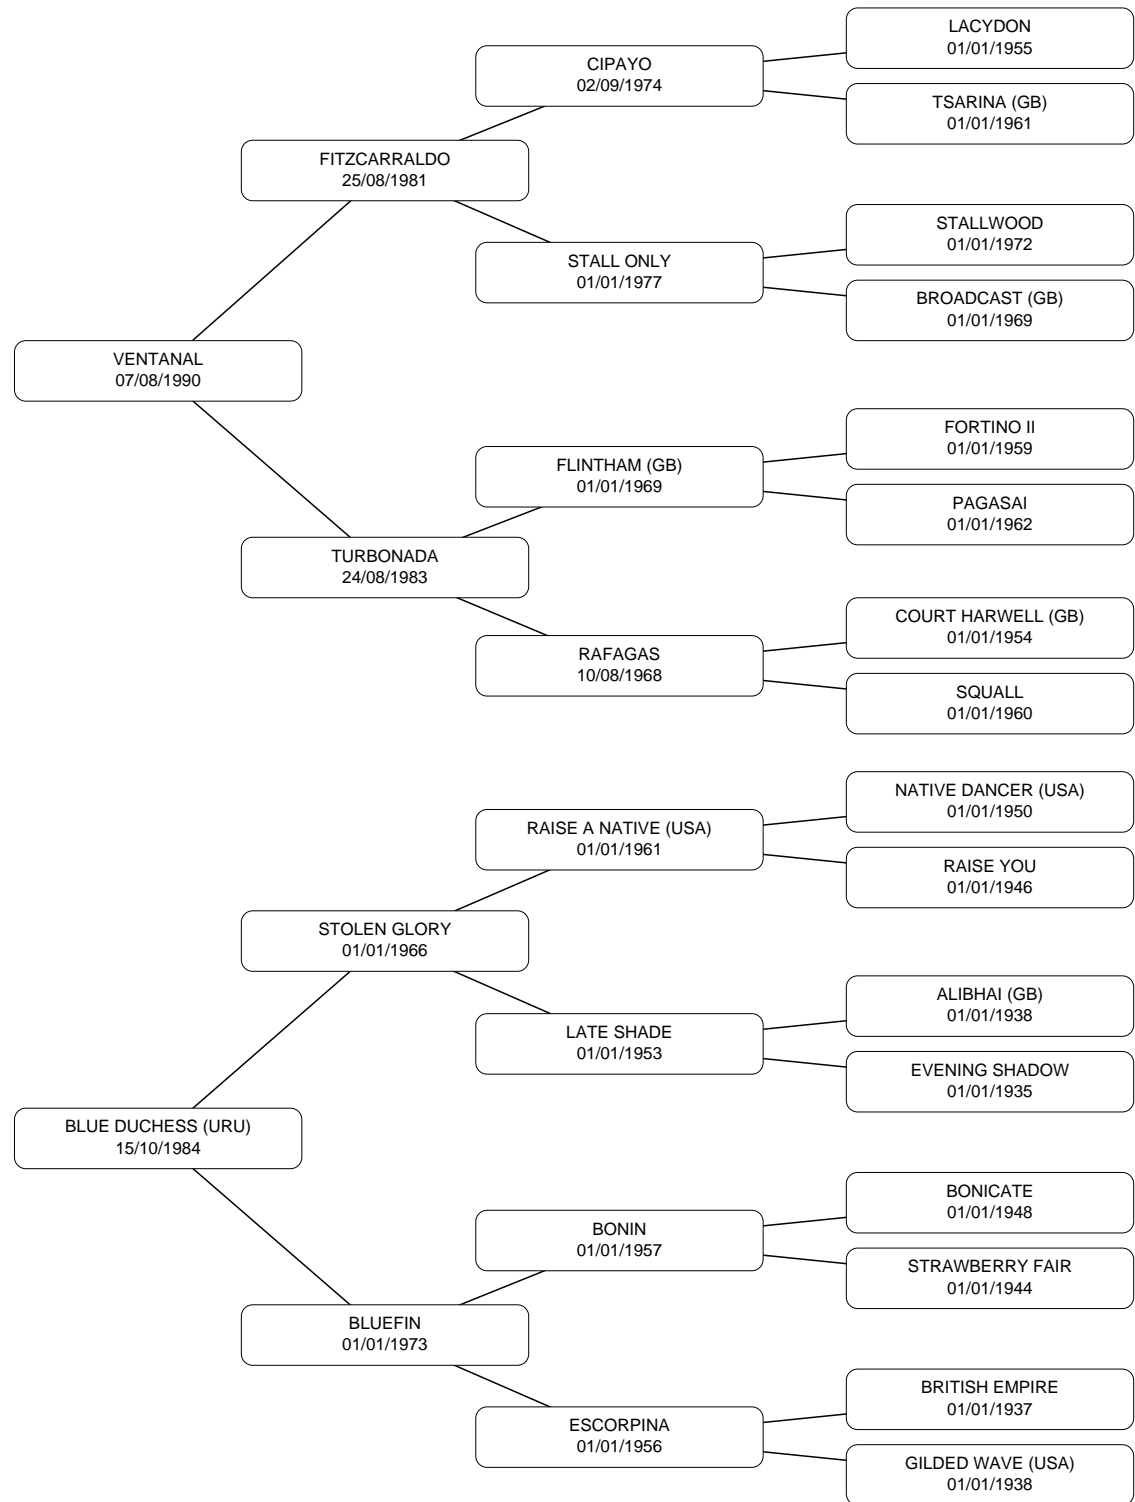 LACYDON
01/01/1955
CIPAYO
02/09/1974
TSARINA (GB)
01/01/1961
FITZCARRALDO
25/08/1981
STALLWOOD
01/01/1972
STALL ONLY
01/01/1977
BROADCAST (GB)
01/01/1969
VENTANAL
07/08/1990
FORTINO II
01/01/1959
FLINTHAM (GB)
01/01/1969
PAGASAI
01/01/1962
TURBONADA
24/08/1983
COURT HARWELL (GB)
01/01/1954
RAFAGAS
10/08/1968
SQUALL
01/01/1960
NATIVE DANCER (USA)
01/01/1950
RAISE A NATIVE (USA)
01/01/1961
RAISE YOU
01/01/1946
STOLEN GLORY
01/01/1966
ALIBHAI (GB)
01/01/1938
LATE SHADE
01/01/1953
EVENING SHADOW
01/01/1935
BLUE DUCHESS (URU)
15/10/1984
BONICATE
01/01/1948
BONIN
01/01/1957
STRAWBERRY FAIR
01/01/1944
BLUEFIN
01/01/1973
BRITISH EMPIRE
01/01/1937
ESCORPINA
01/01/1956
GILDED WAVE (USA)
01/01/1938